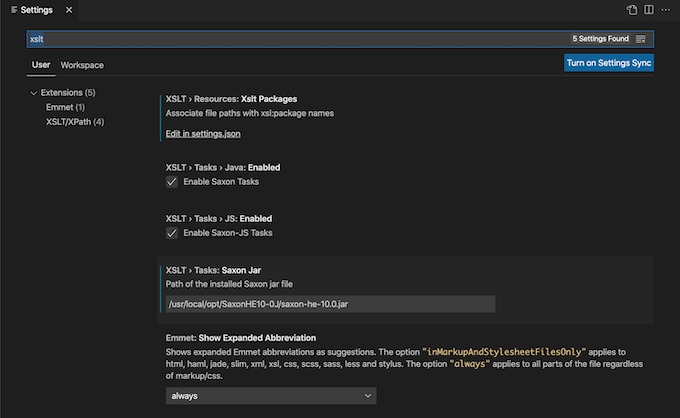 Settings
xslt
5 Settings Found
User
Workspace
Turn on Settings Sync
Extensions (5)
Emmet (1)
XSLT/XPath (4)
XSLT › Resources: Xslt Packages
Associate file paths with xsl:package names
Edit in settings.json
XSLT › Tasks › Java: Enabled
Enable Saxon Tasks
XSLT › Tasks › JS: Enabled
Enable Saxon-JS Tasks
XSLT › Tasks: Saxon Jar
Path of the installed Saxon jar file
/usr/local/opt/SaxonHE10-0J/saxon-he-10.0.jar
Emmet: Show Expanded Abbreviation
Shows expanded Emmet abbreviations as suggestions. The option "inMarkupAndStylesheetFilesOnly" applies to
html, haml, jade, slim, xml, xsl, css, scss, sass, less and stylus. The option "always" applies to all parts of the file regardless
of markup/css.
always